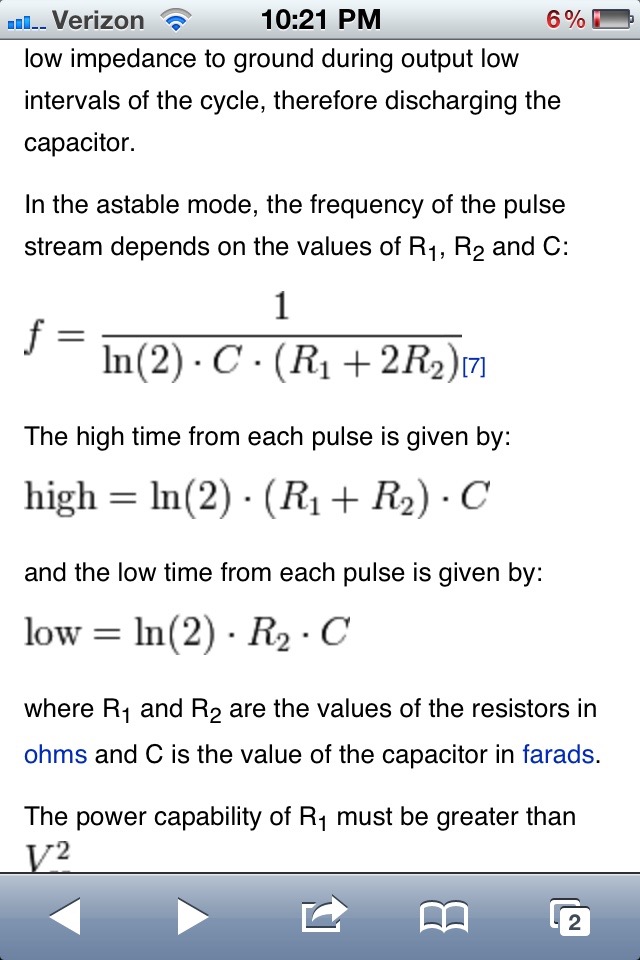 Verizon 10:21 PM 6%
low impedance to ground during output low
intervals of the cycle, therefore discharging the
capacitor.
In the astable mode, the frequency of the pulse
stream depends on the values of R₁, R₂ and C:
f = 1 / (ln(2) · C · (R₁ + 2R₂)) [7]
The high time from each pulse is given by:
high = ln(2) · (R₁ + R₂) · C
and the low time from each pulse is given by:
low = ln(2) · R₂ · C
where R₁ and R₂ are the values of the resistors in
ohms and C is the value of the capacitor in farads.
The power capability of R₁ must be greater than
V²
2